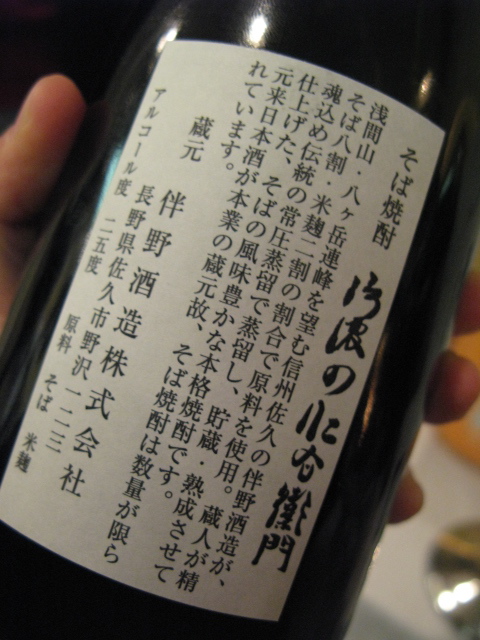 そば焼酎
の
衛門
浅間山・八ヶ岳連峰を望む信州佐久の伴野酒造が、
そば八割・米麹二割の割合で原料を使用。蔵人が精
魂込め伝統の常圧蒸留で蒸留し、貯蔵・熟成させて
仕上げた、そばの風味豊かな本格焼酎です。
元来日本酒が本業の蔵元故、そば焼酎は数量が限ら
れています。
蔵元 伴野酒造株式会社
長野県佐久市野沢一二三
アルコール度 二五度 原料 そば 米麹